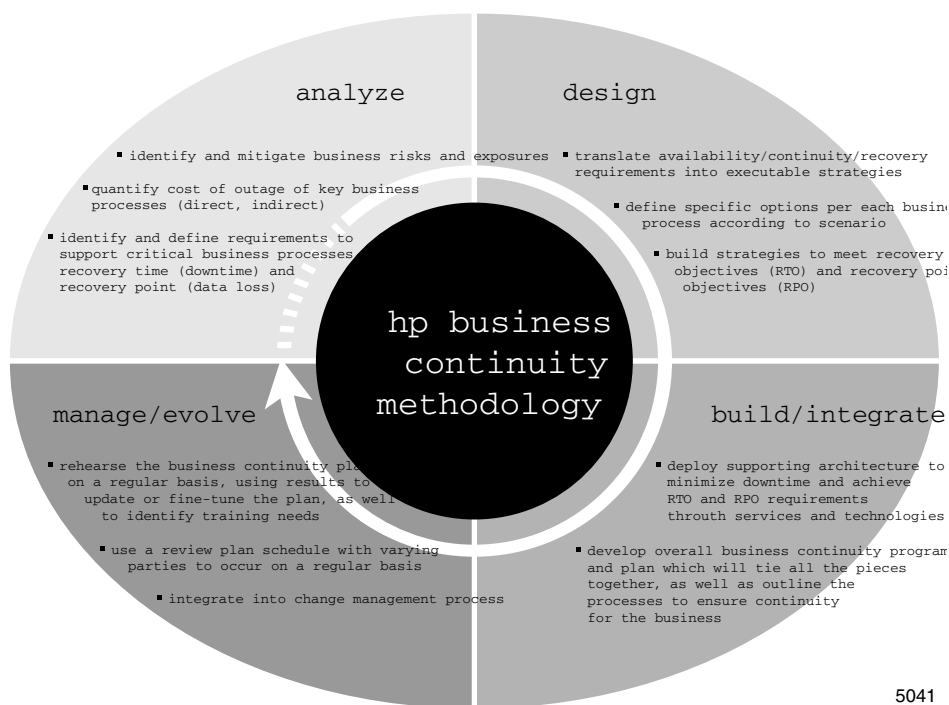 analyze
▪ identify and mitigate business risks and exposures
▪ quantify cost of outage of key business
processes (direct, indirect)
▪ identify and define requirements to
support critical business processes
recovery time (downtime) and
recovery point (data loss)
design
▪ translate availability/continuity/recovery
requirements into executable strategies
▪ define specific options per each busine
process according to scenario
▪ build strategies to meet recovery
objectives (RTO) and recovery poi
objectives (RPO)
hp business
continuity
methodology
manage/evolve
▪ rehearse the business continuity pla
on a regular basis, using results to
update or fine-tune the plan, as well
to identify training needs
▪ use a review plan schedule with varying
parties to occur on a regular basis
▪ integrate into change management process
build/integrate
▪ deploy supporting architecture to
minimize downtime and achieve
RTO and RPO requirements
throuth services and technologies
▪ develop overall business continuity program
and plan which will tie all the pieces
together, as well as outline the
processes to ensure continuity
for the business
5041